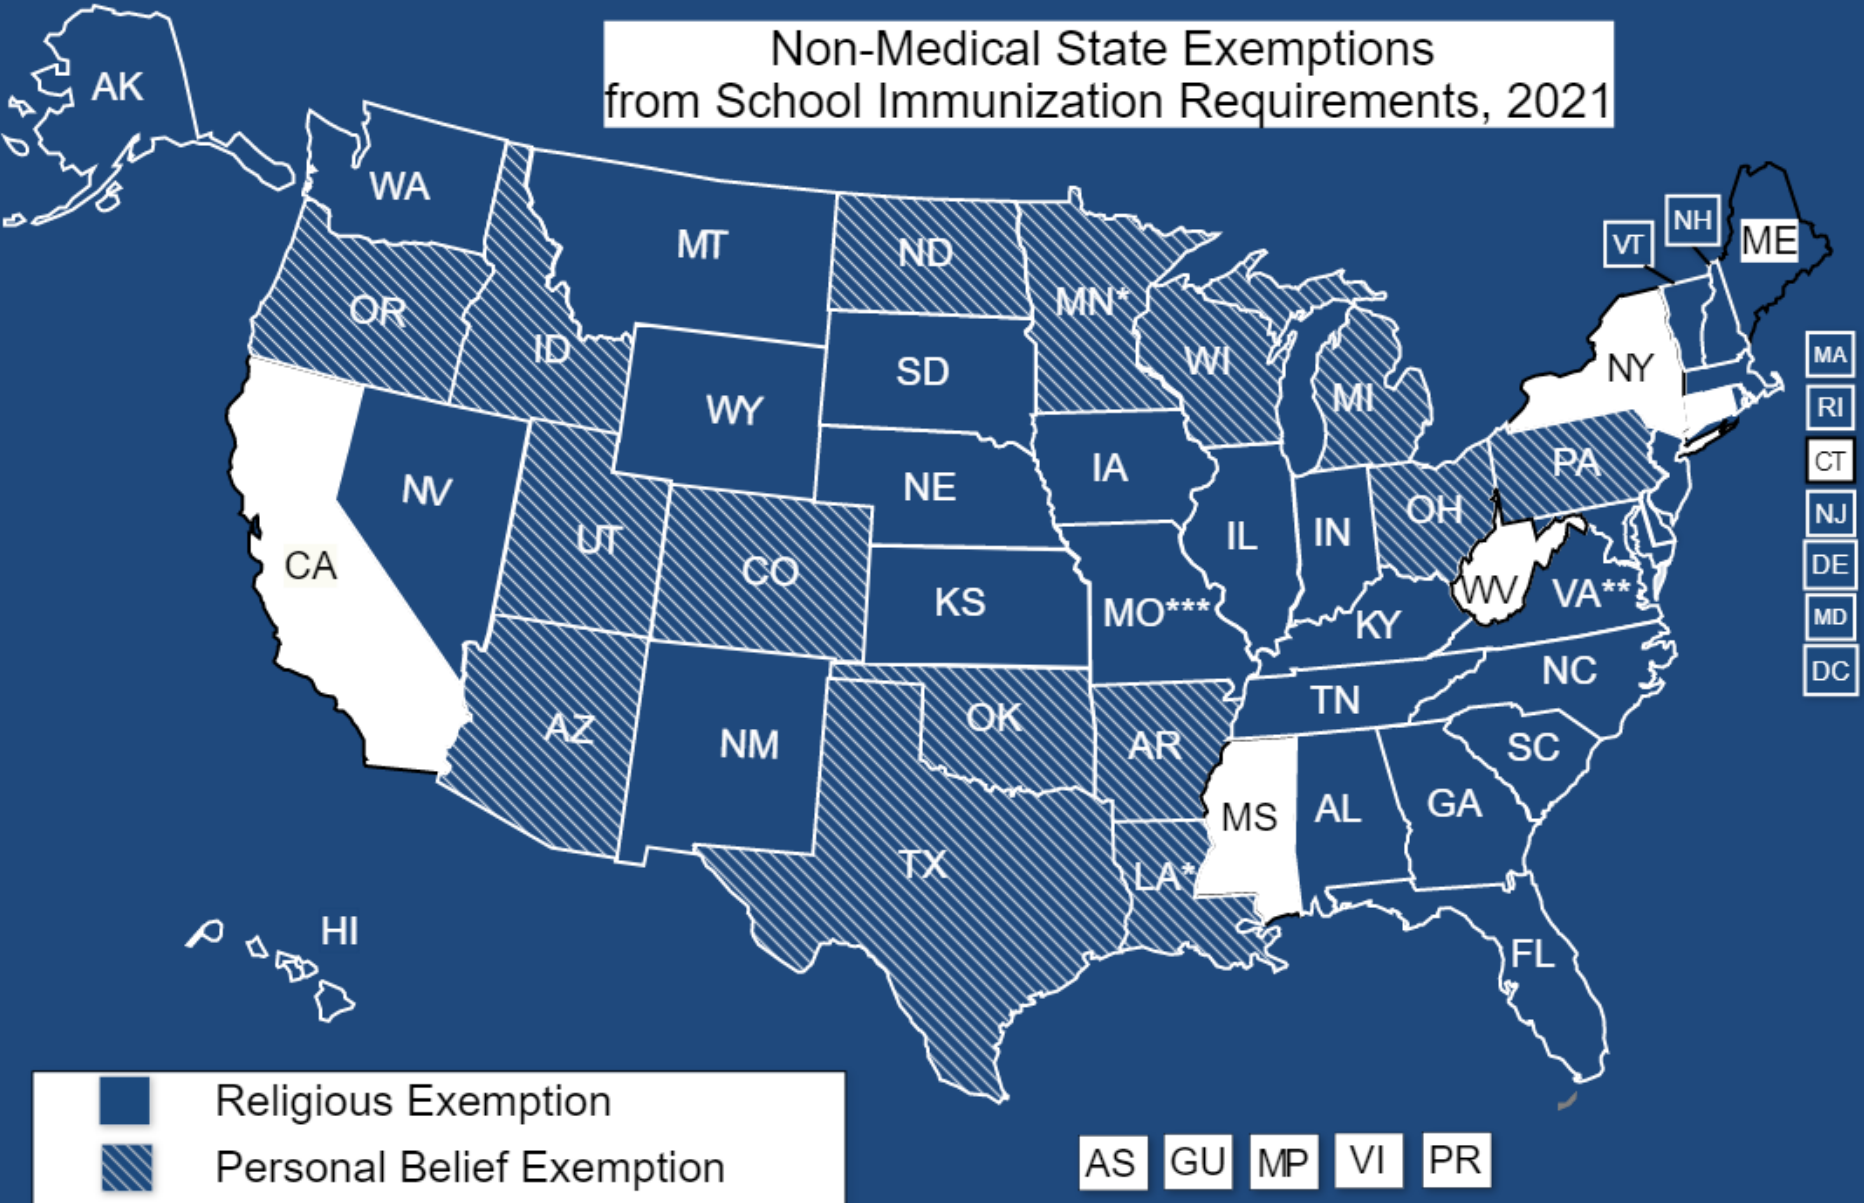 Non-Medical State Exemptions
from School Immunization Requirements, 2021
AK
WA
MT
ND
MN*
OR
ID
WY
SD
WI
MI
VT
NH
ME
NY
MA
RI
CT
NJ
DE
MD
DC
CA
NV
UT
CO
NE
KS
IA
MO***
IL
IN
OH
PA
WV
VA**
KY
TN
NC
SC
AZ
NM
OK
TX
AR
LA*
MS
AL
GA
FL
HI
Religious Exemption
Personal Belief Exemption
AS GU MP VI PR